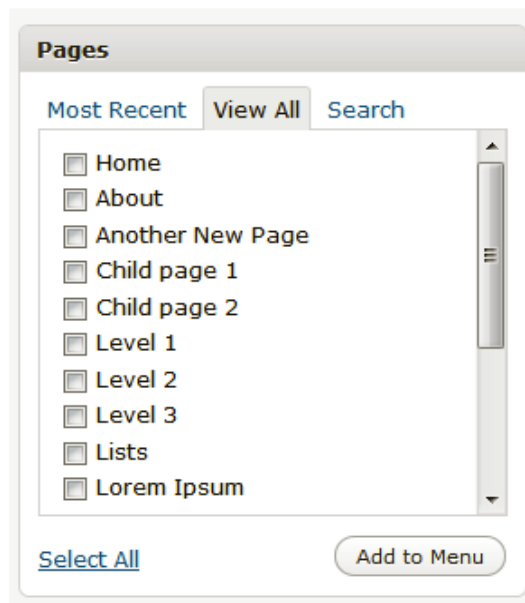 Pages
Most Recent View All Search
Home
About
Another New Page
Child page 1
Child page 2
Level 1
Level 2
Level 3
Lists
Lorem Ipsum
Select All Add to Menu